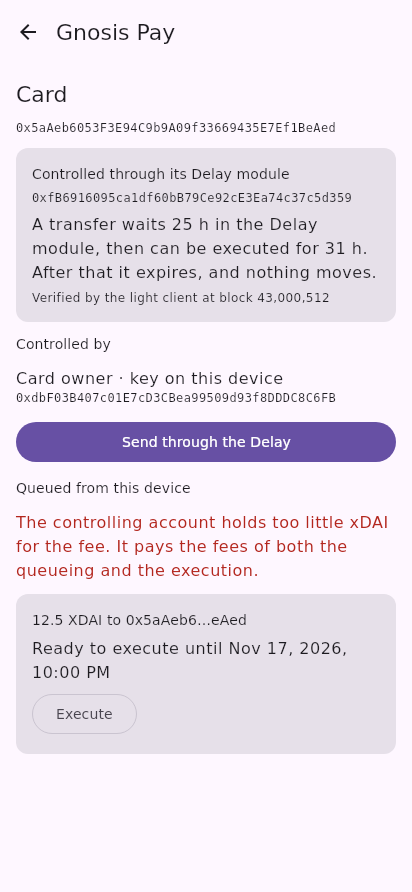 Gnosis Pay
Card
0x5aAeb6053F3E94C9b9A09f33669435E7Ef1BeAed
Controlled through its Delay module
0xfB6916095ca1df60bB79Ce92cE3Ea74c37c5d359
A transfer waits 25 h in the Delay
module, then can be executed for 31 h.
After that it expires, and nothing moves.
Verified by the light client at block 43,000,512
Controlled by
Card owner · key on this device
0xdbF03B407c01E7cD3CBea99509d93f8DDDC8C6FB
Send through the Delay
Queued from this device
The controlling account holds too little xDAI
for the fee. It pays the fees of both the
queueing and the execution.
12.5 XDAI to 0x5aAeb6…eAed
Ready to execute until Nov 17, 2026,
10:00 PM
Execute